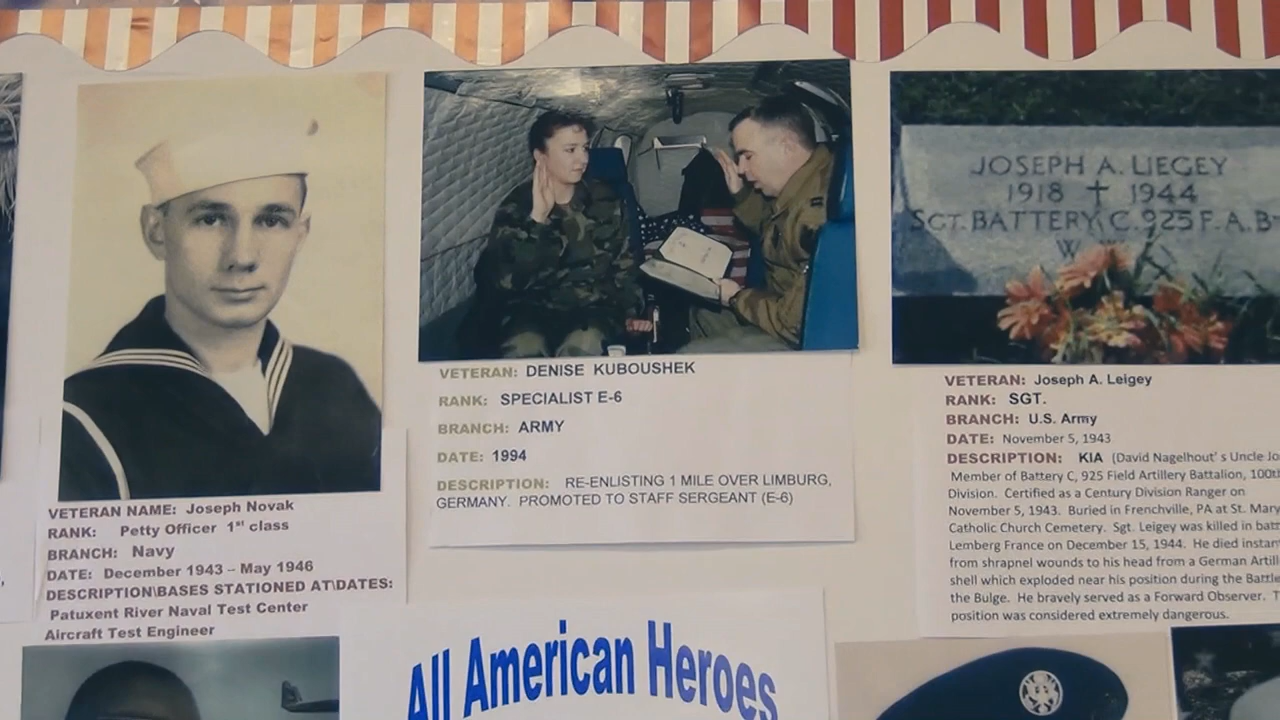 VETERAN NAME: Joseph Novak
RANK: Petty Officer 1st class
BRANCH: Navy
DATE: December 1943 – May 1946
DESCRIPTION\BASES STATIONED AT\DATES:
Patuxent River Naval Test Center
Aircraft Test Engineer
VETERAN: DENISE KUBOUSHEK
RANK: SPECIALIST E-6
BRANCH: ARMY
DATE: 1994
DESCRIPTION: RE-ENLISTING 1 MILE OVER LIMBURG,
GERMANY. PROMOTED TO STAFF SERGEANT (E-6)
All American Heroes
JOSEPH A. LIEGEY
1918 † 1944
SGT. BATTERY C. 925 F. A. B
VETERAN: Joseph A. Leigey
RANK: SGT.
BRANCH: U.S. Army
DATE: November 5, 1943
DESCRIPTION: KIA (David Nagelhout' s Uncle Jo
Member of Battery C, 925 Field Artillery Battalion, 100t
Division. Certified as a Century Division Ranger on
November 5, 1943. Buried in Frenchville, PA at St. Mary
Catholic Church Cemetery. Sgt. Leigey was killed in batt
Lemberg France on December 15, 1944. He died instan
from shrapnel wounds to his head from a German Artill
shell which exploded near his position during the Battle
the Bulge. He bravely served as a Forward Observer. T
position was considered extremely dangerous.